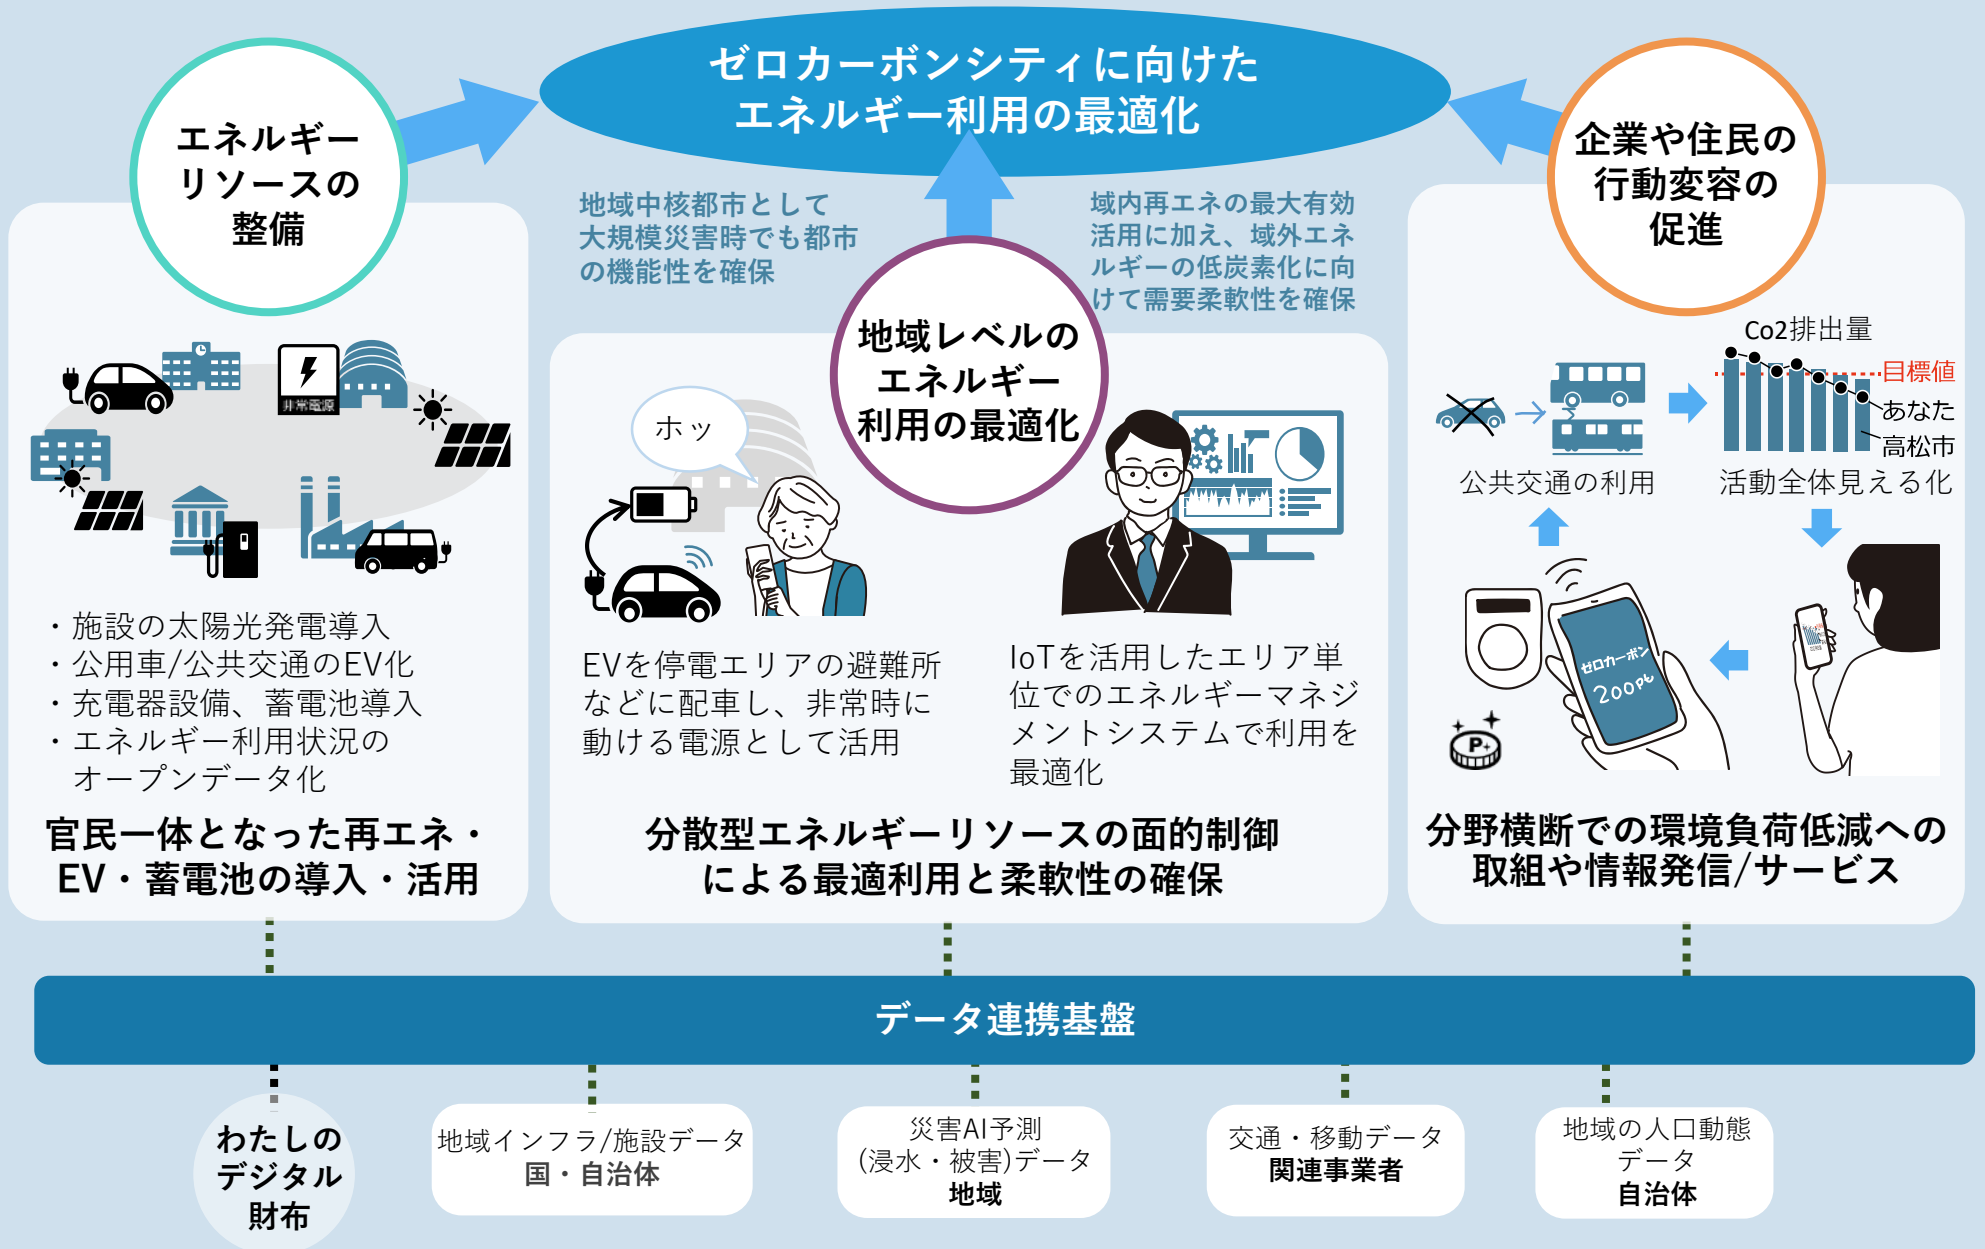 ゼロカーボンシティに向けた
エネルギー利用の最適化
エネルギー
リソースの
整備
企業や住民の
行動変容の
促進
地域中核都市として
大規模災害時でも都市
の機能性を確保
域内再エネの最大有効
活用に加え、域外エネ
ルギーの低炭素化に向
けて需要柔軟性を確保
地域レベルの
エネルギー
利用の最適化
非常電源
・施設の太陽光発電導入
・公用車/公共交通のEV化
・充電器設備、蓄電池導入
・エネルギー利用状況の
オープンデータ化
官民一体となった再エネ・
EV・蓄電池の導入・活用
ホッ
EVを停電エリアの避難所
などに配車し、非常時に
動ける電源として活用
IoTを活用したエリア単
位でのエネルギーマネジ
メントシステムで利用を
最適化
分散型エネルギーリソースの面的制御
による最適利用と柔軟性の確保
Co2排出量
目標値
あなた
高松市
公共交通の利用
活動全体見える化
ゼロカーボン
200Pt
P+
分野横断での環境負荷低減への
取組や情報発信/サービス
データ連携基盤
わたしの
デジタル
財布
地域インフラ/施設データ
国・自治体
災害AI予測
(浸水・被害)データ
地域
交通・移動データ
関連事業者
地域の人口動態
データ
自治体